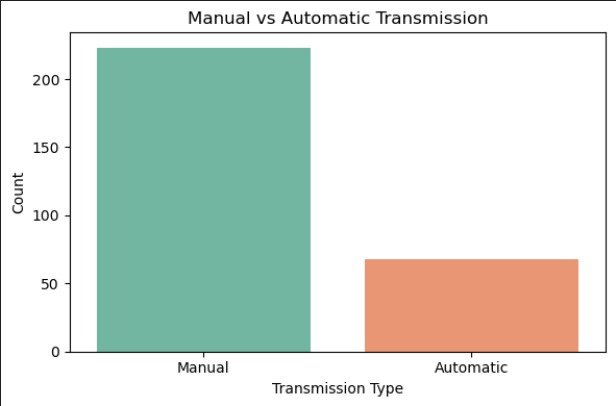 Manual vs Automatic Transmission
200
150
100
50
0
Count
Manual Automatic
Transmission Type